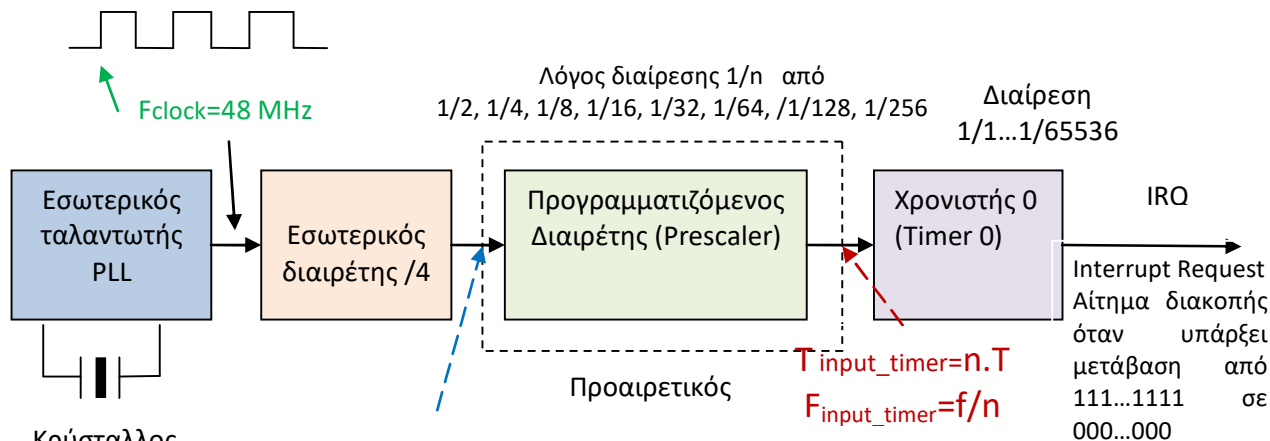 Fclock=48 MHz
Λόγος διαίρεσης 1/n από
1/2, 1/4, 1/8, 1/16, 1/32, 1/64, /1/128, 1/256
Διαίρεση
1/1...1/65536
Εσωτερικός
ταλαντωτής
PLL
Εσωτερικός
διαιρέτης /4
Προγραμματιζόμενος
Διαιρέτης (Prescaler)
Χρονιστής 0
(Timer 0)
IRQ
Interrupt Request
Αίτημα διακοπής
όταν υπάρξει
μετάβαση από
111...1111 σε
000...000
T input_timer=n.T
Finput_timer=f/n
Προαιρετικός
Κρύσταλλος